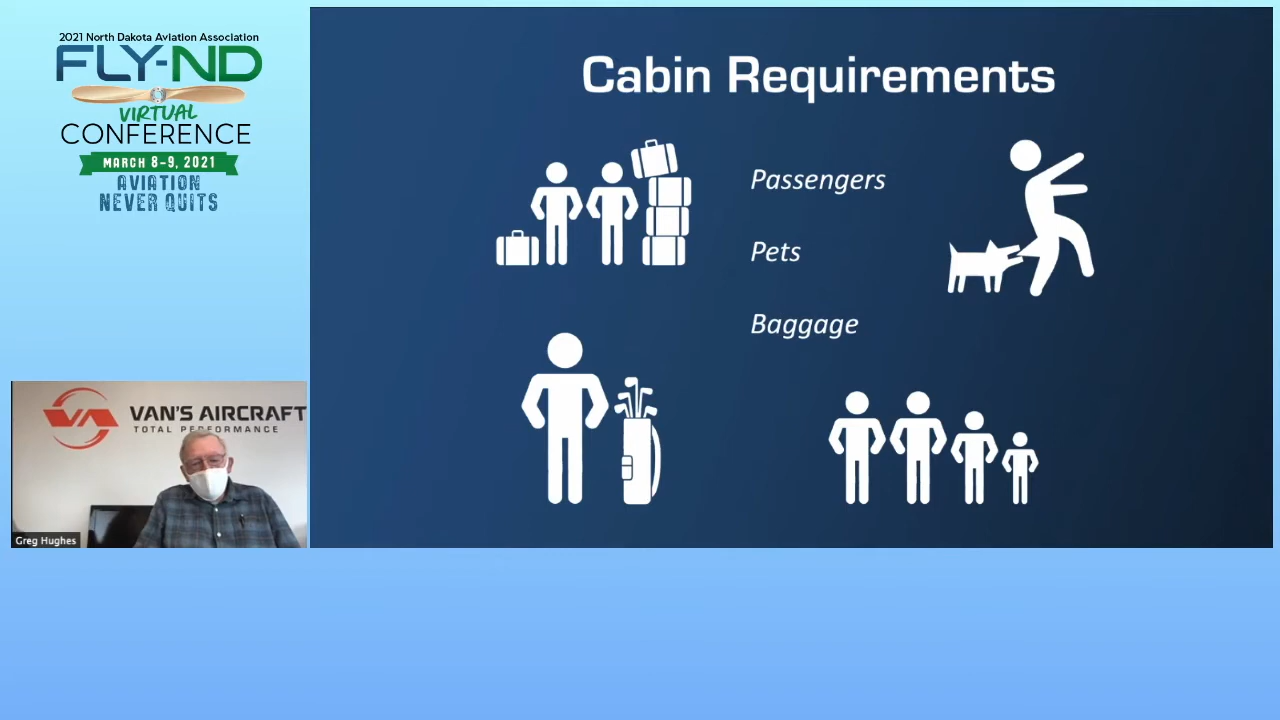 2021 North Dakota Aviation Association
FLY-ND
VIRTUAL
CONFERENCE
MARCH 8-9, 2021
AVIATION
NEVER QUITS
Cabin Requirements
Passengers
Pets
Baggage
VAN'S AIRCRAFT
TOTAL PERFORMANCE
Greg Hughes